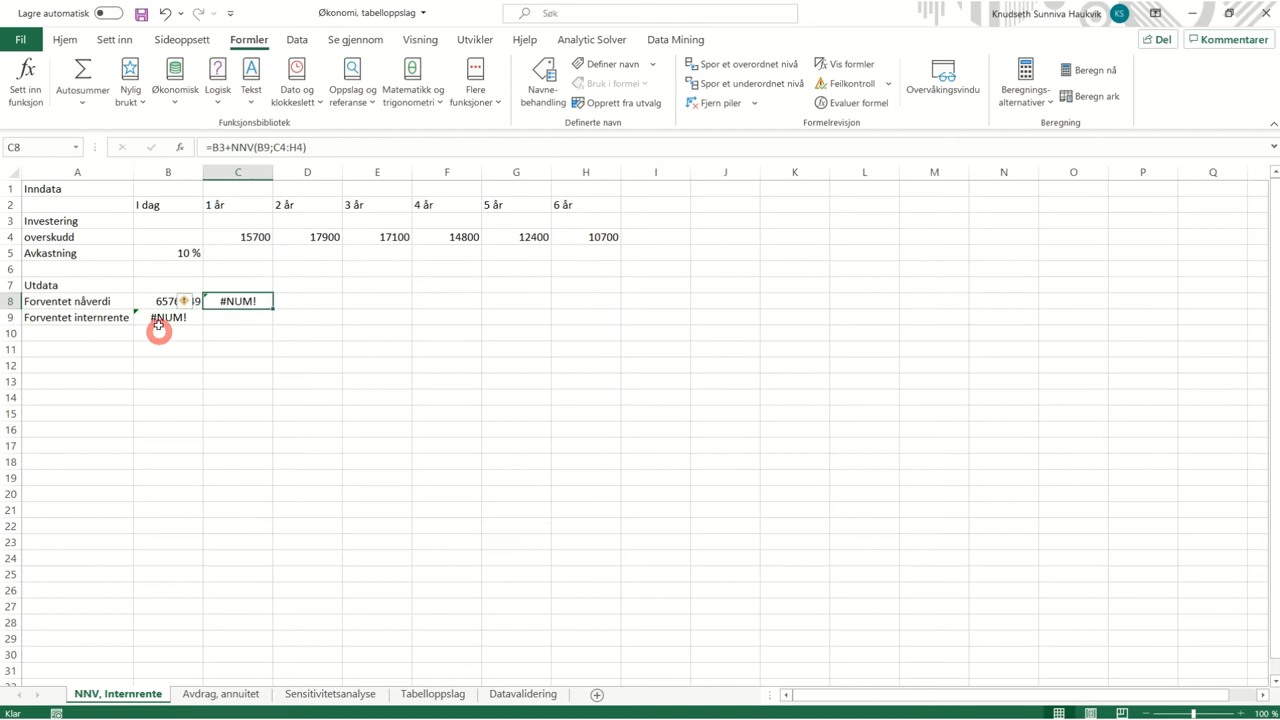 Lagre automatisk Økonomi, tabelloppslag Søk Knudseth Sunniva Haukvik KS
Fil Hjem Sett inn Sideoppsett Formler Data Se gjennom Visning Utvikler Hjelp Analytic Solver Data Mining Del Kommentarer
Sett inn funksjon Autosummer Nylig brukt Økonomisk Logisk Tekst Dato og klokkeslett Oppslag og referanse Matematikk og trigonometri Flere funksjoner
Funksjonsbibliotek
Navne-behandling Definer navn Bruk i formel Opprett fra utvalg
Definerte navn
Spor et overordnet nivå Spor et underordnet nivå Fjern piler Vis formler Feilkontroll Evaluer formel
Formelrevisjon
Overvåkingsvindu
Beregnings-alternativer Beregn nå Beregn ark
Beregning
C8 fx =B3+NNV(B9;C4:H4)
A B C D E F G H I J K L M N O P Q
1 Inndata
2 I dag 1 år 2 år 3 år 4 år 5 år 6 år
3 Investering
4 overskudd 15700 17900 17100 14800 12400 10700
5 Avkastning 10 %
6
7 Utdata
8 Forventet nåverdi #NUM!
9 Forventet internrente #NUM!
10
11
12
13
14
15
16
17
18
19
20
21
22
23
24
25
26
27
28
29
30
31
NNV, Internrente Avdrag, annuitet Sensitivitetsanalyse Tabelloppslag Datavalidering
Klar 100 %